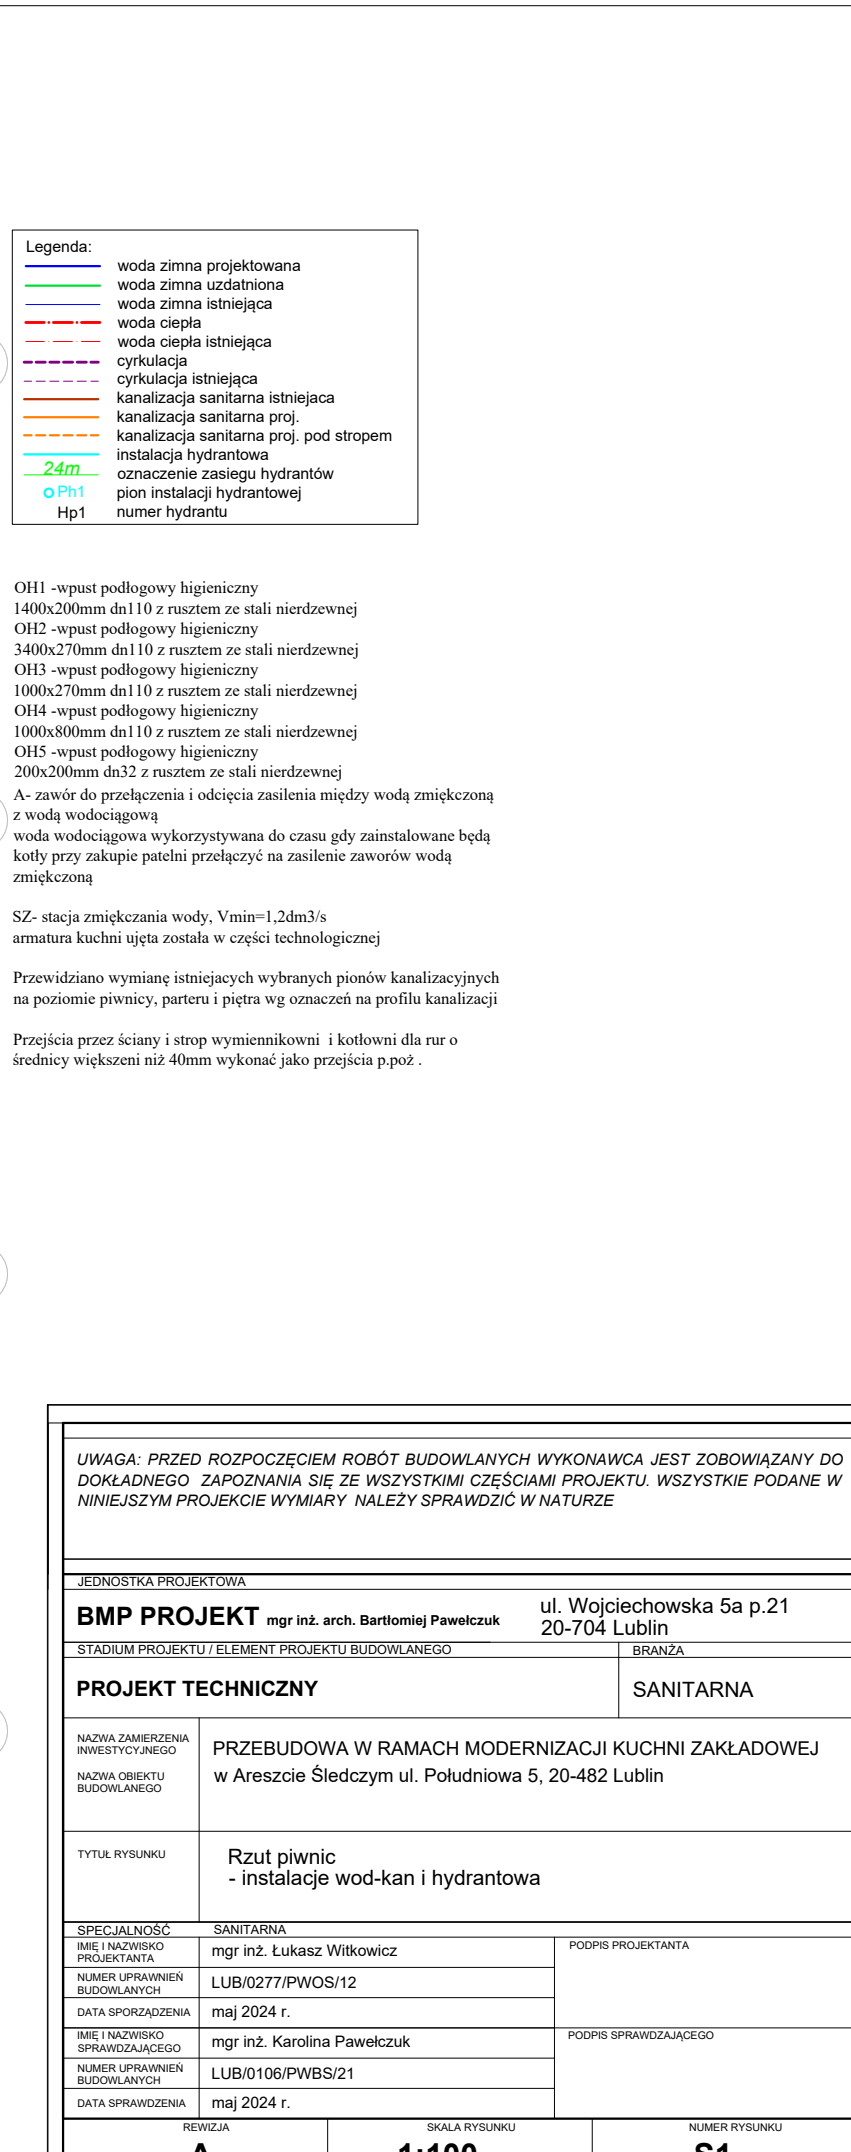 Legenda:
woda zimna projektowana
woda zimna uzdatniona
woda zimna istniejąca
woda ciepła
woda ciepła istniejąca
cyrkulacja
cyrkulacja istniejąca
kanalizacja sanitarna istniejaca
kanalizacja sanitarna proj.
kanalizacja sanitarna proj. pod stropem
instalacja hydrantowa
24m oznaczenie zasiegu hydrantów
Ph1 pion instalacji hydrantowej
Hp1 numer hydrantu
OH1 -wpust podłogowy higieniczny
1400x200mm dn110 z rusztem ze stali nierdzewnej
OH2 -wpust podłogowy higieniczny
3400x270mm dn110 z rusztem ze stali nierdzewnej
OH3 -wpust podłogowy higieniczny
1000x270mm dn110 z rusztem ze stali nierdzewnej
OH4 -wpust podłogowy higieniczny
1000x800mm dn110 z rusztem ze stali nierdzewnej
OH5 -wpust podłogowy higieniczny
200x200mm dn32 z rusztem ze stali nierdzewnej
A- zawór do przełączenia i odcięcia zasilenia między wodą zmiękczoną
z wodą wodociągową
woda wodociągowa wykorzystywana do czasu gdy zainstalowane będą
kotły przy zakupie patelni przełączyć na zasilenie zaworów wodą
zmiękczoną
SZ- stacja zmiękczania wody, Vmin=1,2dm3/s
armatura kuchni ujęta została w części technologicznej
Przewidziano wymianę istniejacych wybranych pionów kanalizacyjnych
na poziomie piwnicy, parteru i piętra wg oznaczeń na profilu kanalizacji
Przejścia przez ściany i strop wymiennikowni i kotłowni dla rur o
średnicy większeni niż 40mm wykonać jako przejścia p.poż .
UWAGA: PRZED ROZPOCZĘCIEM ROBÓT BUDOWLANYCH WYKONAWCA JEST ZOBOWIĄZANY DO
DOKŁADNEGO ZAPOZNANIA SIĘ ZE WSZYSTKIMI CZĘŚCIAMI PROJEKTU. WSZYSTKIE PODANE W
NINIEJSZYM PROJEKCIE WYMIARY NALEŻY SPRAWDZIĆ W NATURZE
JEDNOSTKA PROJEKTOWA
BMP PROJEKT mgr inż. arch. Bartłomiej Pawełczuk
ul. Wojciechowska 5a p.21
20-704 Lublin
STADIUM PROJEKTU / ELEMENT PROJEKTU BUDOWLANEGO
BRANŻA
PROJEKT TECHNICZNY
SANITARNA
NAZWA ZAMIERZENIA
INWESTYCYJNEGO
NAZWA OBIEKTU
BUDOWLANEGO
PRZEBUDOWA W RAMACH MODERNIZACJI KUCHNI ZAKŁADOWEJ
w Areszcie Śledczym ul. Południowa 5, 20-482 Lublin
TYTUŁ RYSUNKU
Rzut piwnic
- instalacje wod-kan i hydrantowa
SPECJALNOŚĆ SANITARNA
IMIĘ I NAZWISKO
PROJEKTANTA
mgr inż. Łukasz Witkowicz
PODPIS PROJEKTANTA
NUMER UPRAWNIEŃ
BUDOWLANYCH
LUB/0277/PWOS/12
DATA SPORZĄDZENIA maj 2024 r.
IMIĘ I NAZWISKO
SPRAWDZAJĄCEGO
mgr inż. Karolina Pawełczuk
PODPIS SPRAWDZAJĄCEGO
NUMER UPRAWNIEŃ
BUDOWLANYCH
LUB/0106/PWBS/21
DATA SPRAWDZENIA maj 2024 r.
REWIZJA SKALA RYSUNKU NUMER RYSUNKU
A 1:100 S1